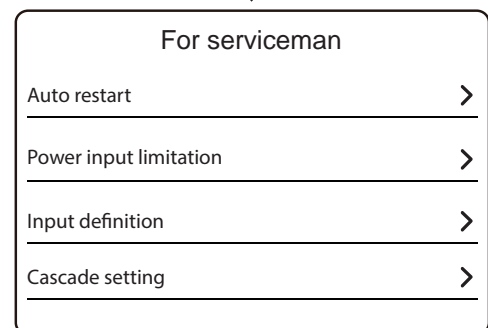 For serviceman
Auto restart
Power input limitation
Input definition
Cascade setting